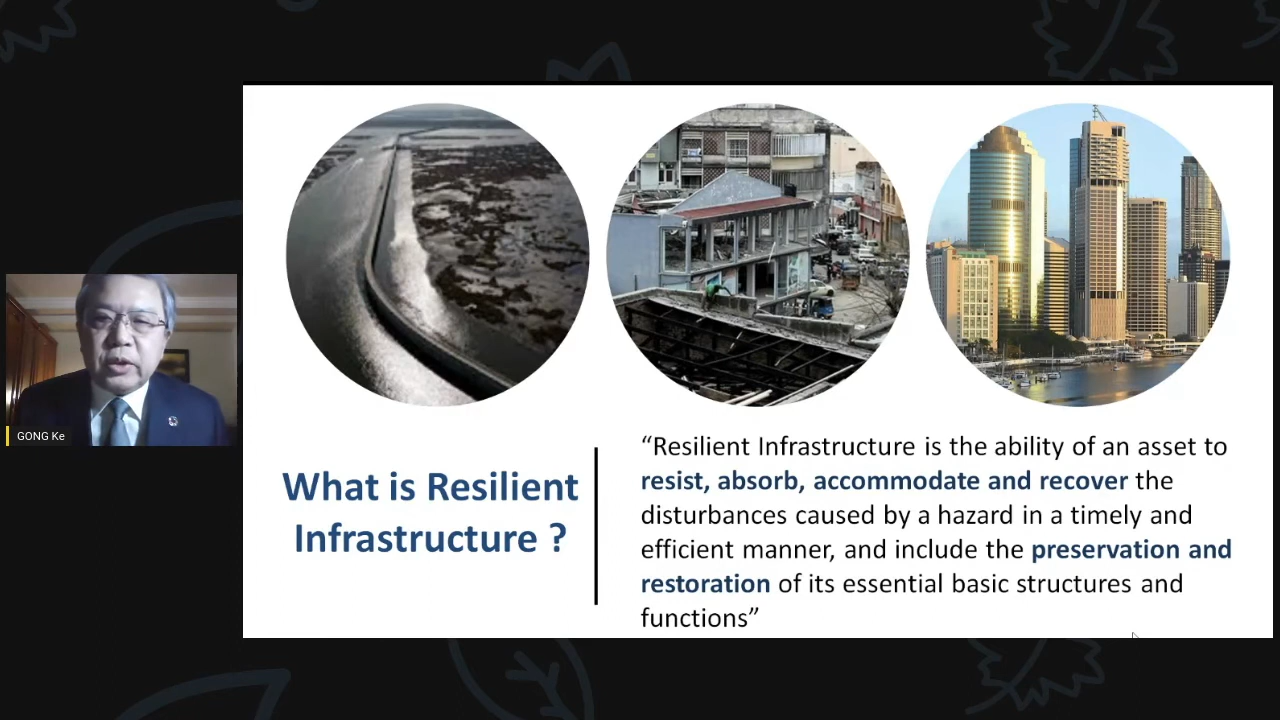 GONG Ke
What is Resilient
Infrastructure ?
“Resilient Infrastructure is the ability of an asset to
resist, absorb, accommodate and recover the
disturbances caused by a hazard in a timely and
efficient manner, and include the preservation and
restoration of its essential basic structures and
functions”